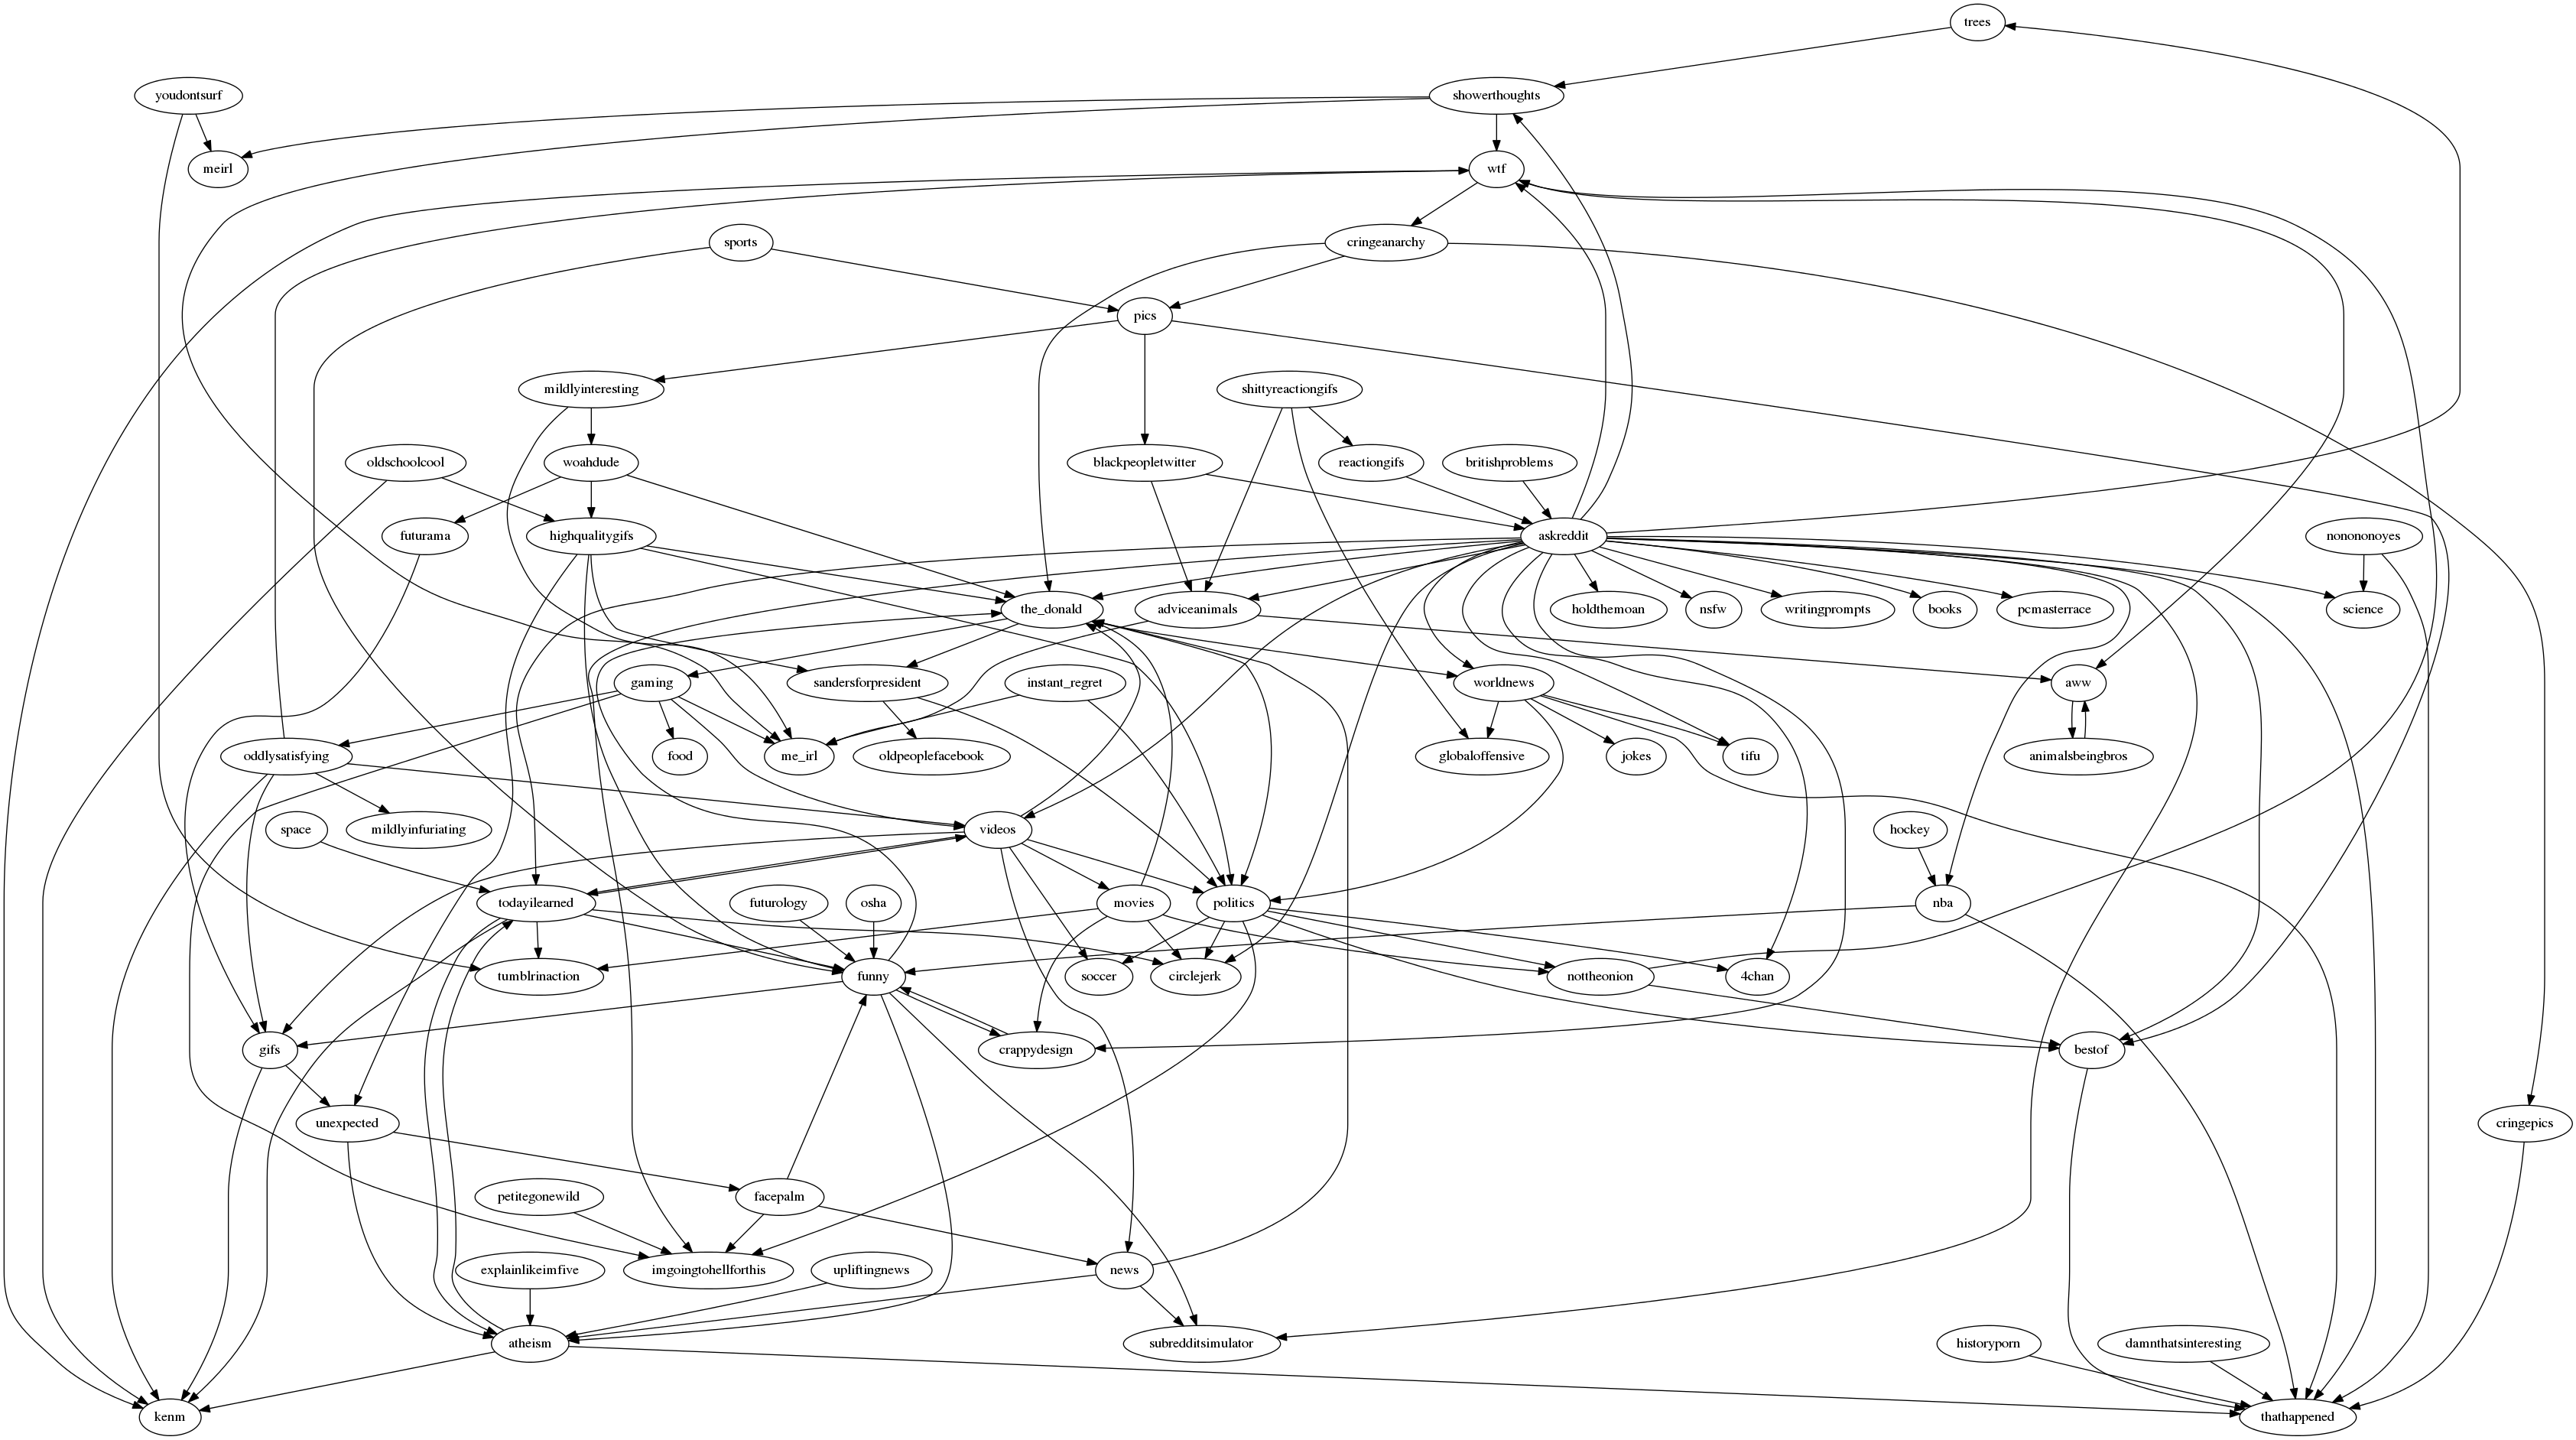 trees
youdontsurf
showerthoughts
meirl
wtf
sports
cringeanarchy
pics
mildlyinteresting
shittyreactiongifs
oldschoolcool
woahdude
blackpeopletwitter
reactiongifs
britishproblems
futurama
highqualitygifs
askreddit
nonononoyes
the_donald
adviceanimals
holdthemoan
nsfw
writingprompts
books
pcmasterrace
science
gaming
sandersforpresident
instant_regret
worldnews
aww
oddlysatisfying
food
me_irl
oldpeoplefacebook
globaloffensive
jokes
tifu
animalsbeingbros
space
mildlyinfuriating
videos
hockey
todayilearned
futurology
osha
movies
politics
nba
tumblrinaction
funny
soccer
circlejerk
nottheonion
4chan
gifs
crappydesign
bestof
unexpected
cringepics
petitegonewild
facepalm
explainlikeimfive
imgoingtohellforthis
upliftingnews
news
atheism
subredditsimulator
historyporn
damnthatsinteresting
kenm
thathappened